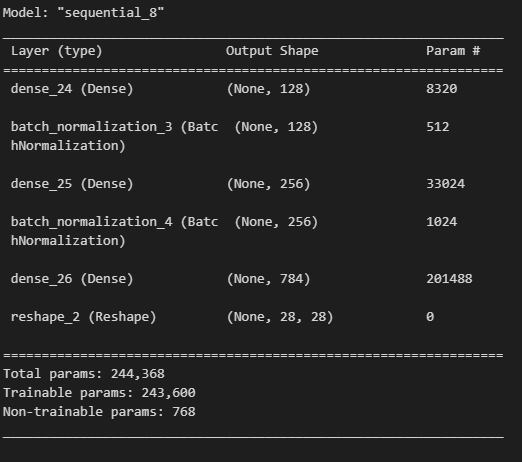 Model: "sequential_8"
_________________________________________________________________
 Layer (type)                Output Shape              Param #
=================================================================
 dense_24 (Dense)            (None, 128)               8320
 batch_normalization_3 (Batc  (None, 128)              512
 hNormalization)
 dense_25 (Dense)            (None, 256)               33024
 batch_normalization_4 (Batc  (None, 256)              1024
 hNormalization)
 dense_26 (Dense)            (None, 784)               201488
 reshape_2 (Reshape)         (None, 28, 28)            0
=================================================================
Total params: 244,368
Trainable params: 243,600
Non-trainable params: 768
_________________________________________________________________